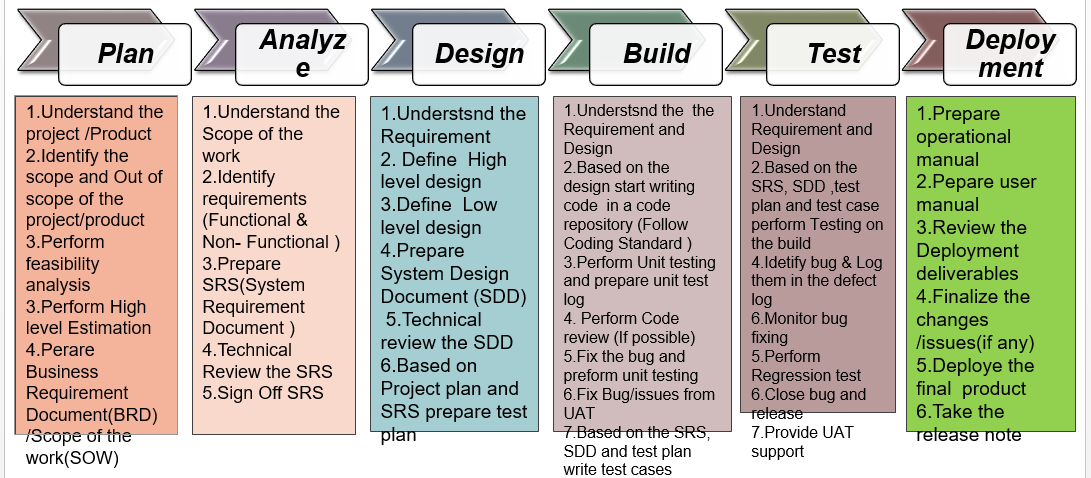 Plan
Analyz
e
Design
Build
Test
Deploy
ment
1.Understand the
project /Product
2.Identify the
scope and Out of
scope of the
project/product
3.Perform
feasibility
analysis
3.Perform High
level Estimation
4.Perare
Business
Requirement
Document(BRD)
/Scope of the
work(SOW)
1.Understand the
Scope of the
work
2.Identify
requirements
(Functional &
Non- Functional )
3.Prepare
SRS(System
Requirement
Document )
4.Technical
Review the SRS
5.Sign Off SRS
1.Understsnd the
Requirement
2. Define High
level design
3.Define Low
level design
4.Prepare
System Design
Document (SDD)
5.Technical
review the SDD
6.Based on
Project plan and
SRS prepare test
plan
1.Understsnd the the
Requirement and
Design
2.Based on the
design start writing
code in a code
repository (Follow
Coding Standard )
3.Perform Unit testing
and prepare unit test
log
4. Perform Code
review (If possible)
5.Fix the bug and
preform unit testing
6.Fix Bug/issues from
UAT
7.Based on the SRS,
SDD and test plan
write test cases
1.Understand
Requirement and
Design
2.Based on the
SRS, SDD ,test
plan and test case
perform Testing on
the build
4.Idetify bug & Log
them in the defect
log
6.Monitor bug
fixing
5.Perform
Regression test
6.Close bug and
release
7.Provide UAT
support
1.Prepare
operational
manual
2.Pepare user
manual
3.Review the
Deployment
deliverables
4.Finalize the
changes
/issues(if any)
5.Deploye the
final product
6.Take the
release note